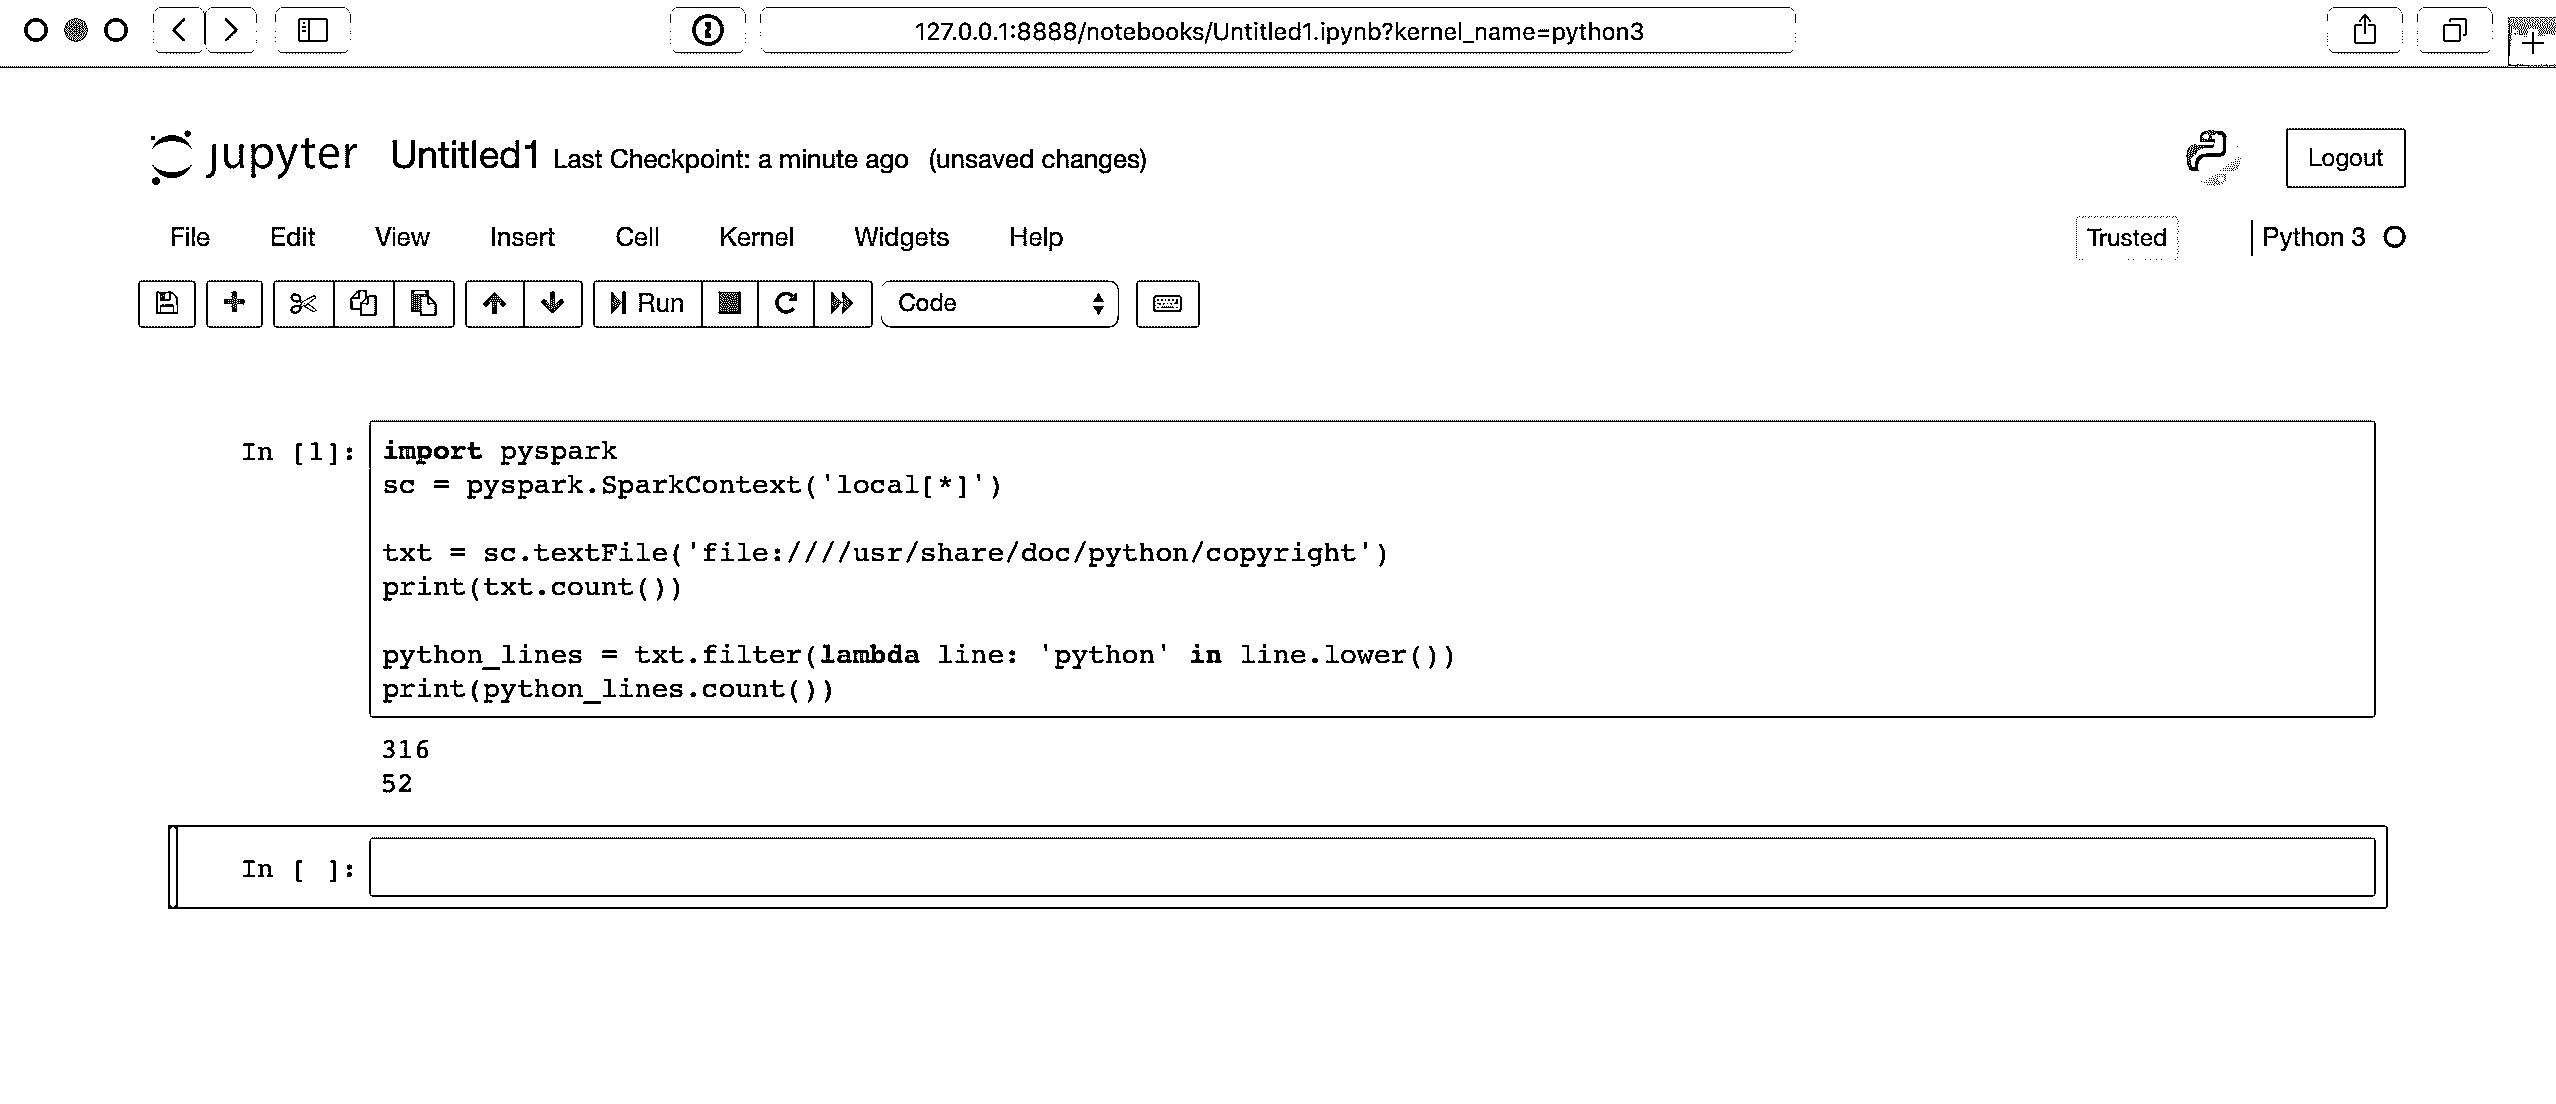 127.0.0.1:8888/notebooks/Untitled1.ipynb?kernel_name=python3
jupyter Untitled1 Last Checkpoint: a minute ago (unsaved changes)
Logout
File Edit View Insert Cell Kernel Widgets Help
Trusted
Python 3
Run
Code
In [1]:
import pyspark
sc = pyspark.SparkContext('local[*]')
txt = sc.textFile('file:////usr/share/doc/python/copyright')
print(txt.count())
python_lines = txt.filter(lambda line: 'python' in line.lower())
print(python_lines.count())
316
52
In [ ]: